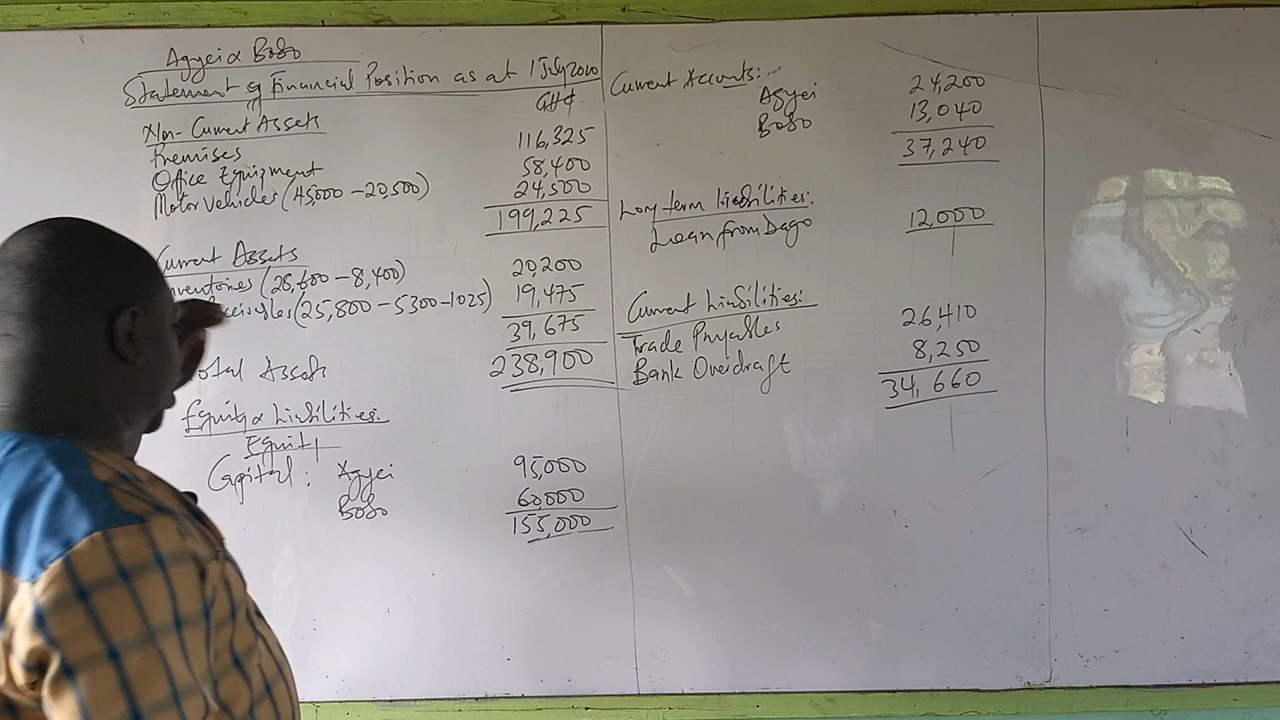 Agyei & Bobo
Statement of Financial Position as at 1 July 2020
GH¢
Non-Current Assets
Premises 116,325
Office Equipment 58,400
Motor Vehicles (45,000 - 20,500) 24,500
199,225
Current Assets
Inventories (28,600 - 8,400) 20,200
(25,800 - 5300 - 1025) 19,475
39,675
Total Assets 238,900
Equity & Liabilities:
Equity
Capital: Agyei 95,000
Bobo 60,000
155,000
Current Accounts:
Agyei 24,200
Bobo 13,040
37,240
Long term liabilities:
Loan from Dago 12,000
Current Liabilities:
Trade Payables 26,410
Bank Overdraft 8,250
34,660